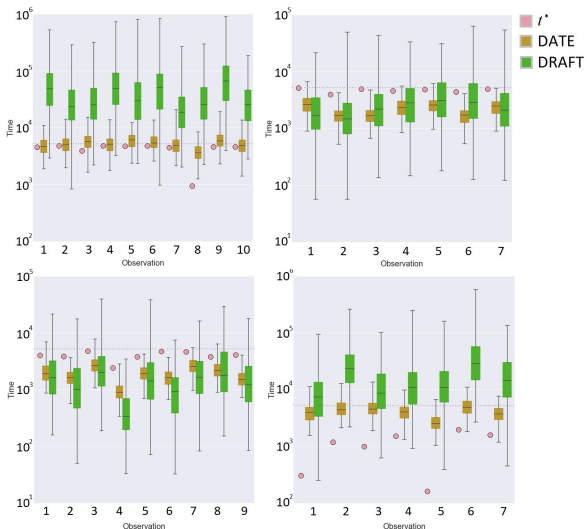 t*
DATE
DRAFT
10⁶
10⁵
10⁴
10³
10²
Time
1 2 3 4 5 6 7 8 9 10
Observation
10⁵
10⁴
10³
10²
10¹
Time
1 2 3 4 5 6 7
Observation
10⁵
10⁴
10³
10²
10¹
Time
1 2 3 4 5 6 7 8 9
Observation
10⁶
10⁵
10⁴
10³
10²
Time
1 2 3 4 5 6 7
Observation